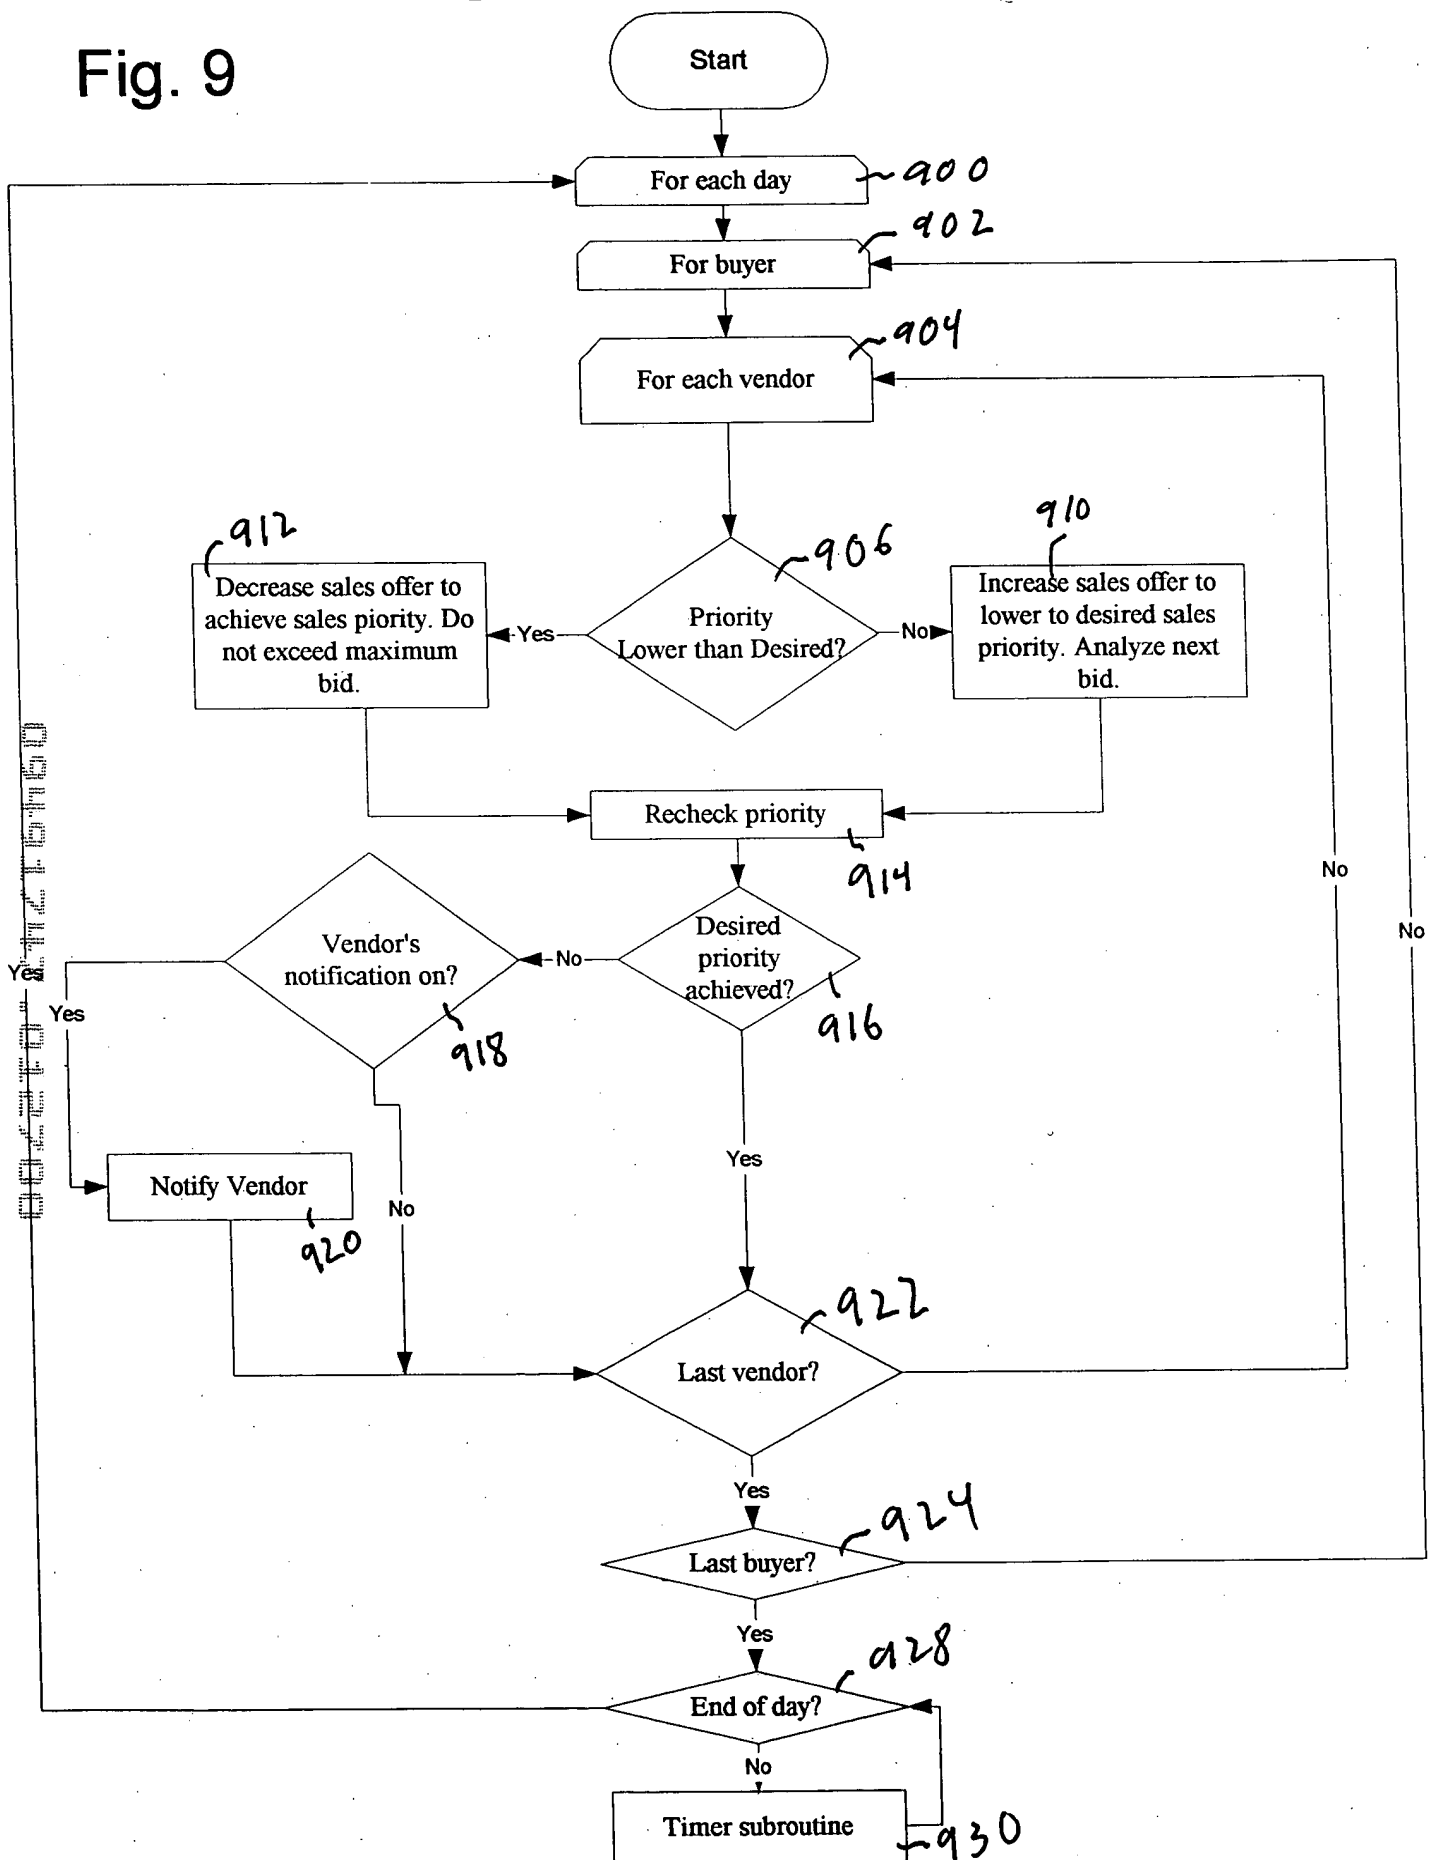 Fig. 9
Start
For each day
900
For buyer
902
For each vendor
904
912
910
Decrease sales offer to
achieve sales piority. Do
not exceed maximum
bid.
Yes
Priority
Lower than Desired?
906
No
Increase sales offer to
lower to desired sales
priority. Analyze next
bid.
Recheck priority
914
No
No
Vendor's
notification on?
918
No
Desired
priority
achieved?
916
Yes
Yes
Yes
Notify Vendor
920
No
Last vendor?
922
Yes
Last buyer?
924
Yes
End of day?
928
No
Timer subroutine
930